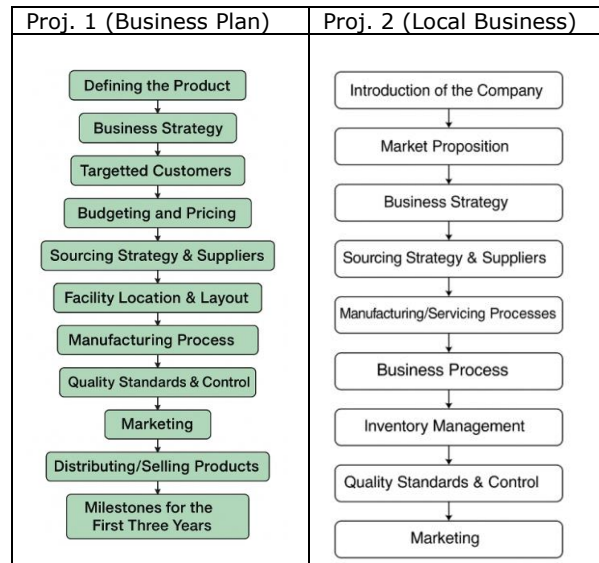 Proj. 1 (Business Plan)
Defining the Product
Business Strategy
Targetted Customers
Budgeting and Pricing
Sourcing Strategy & Suppliers
Facility Location & Layout
Manufacturing Process
Quality Standards & Control
Marketing
Distributing/Selling Products
Milestones for the
First Three Years
Proj. 2 (Local Business)
Introduction of the Company
Market Proposition
Business Strategy
Sourcing Strategy & Suppliers
Manufacturing/Servicing Processes
Business Process
Inventory Management
Quality Standards & Control
Marketing